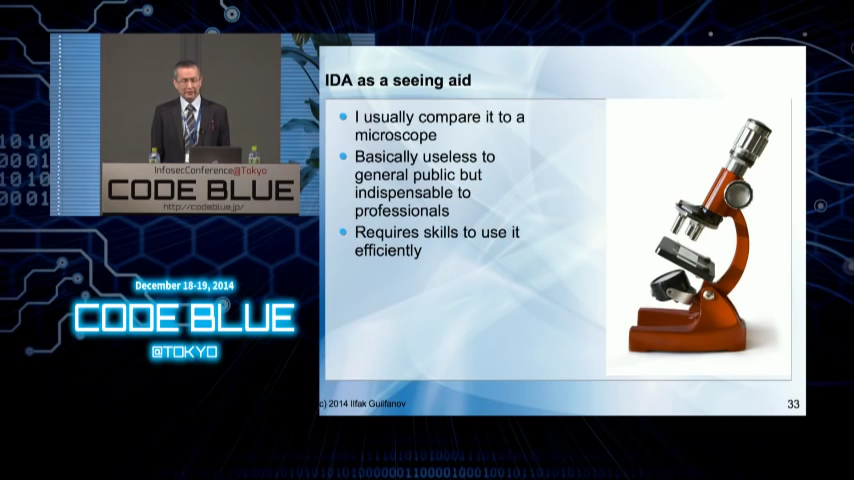 InfosecConference@Tokyo
CODE BLUE
http://codeblue.jp/
December 18-19, 2014
CODE BLUE
@TOKYO
IDA as a seeing aid
I usually compare it to a
microscope
Basically useless to
general public but
indispensable to
professionals
Requires skills to use it
efficiently
c) 2014 Ilfak Guilfanov
33